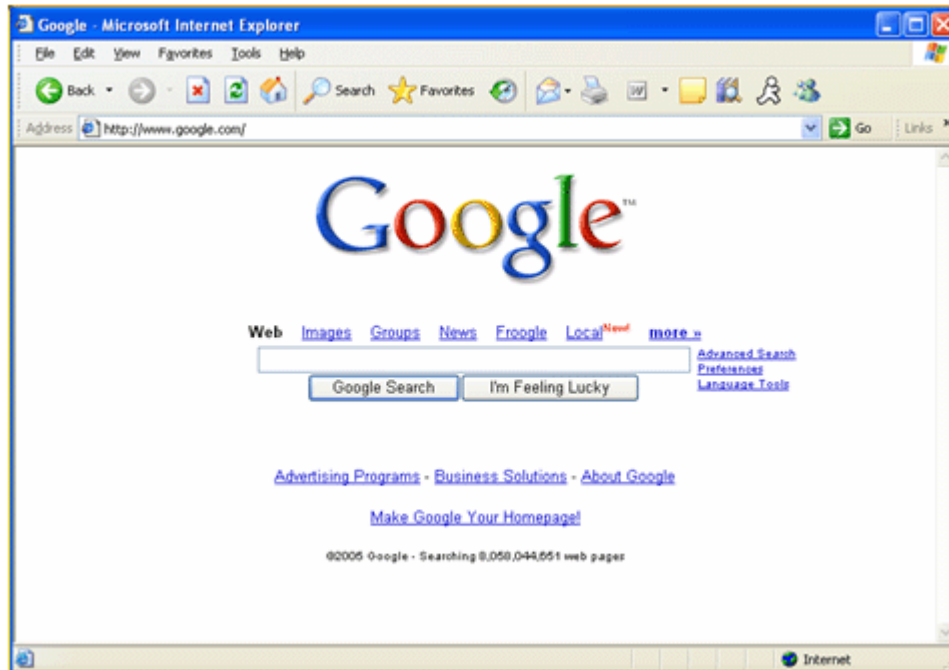 Google - Microsoft Internet Explorer
File Edit View Favorites Tools Help
Back Search Favorites W
Address http://www.google.com/ Go Links »
Google™
Web Images Groups News Froogle Local New! more »
Advanced Search
Preferences
Language Tools
Google Search I'm Feeling Lucky
Advertising Programs - Business Solutions - About Google
Make Google Your Homepage!
©2005 Google - Searching 8,058,044,651 web pages
Internet